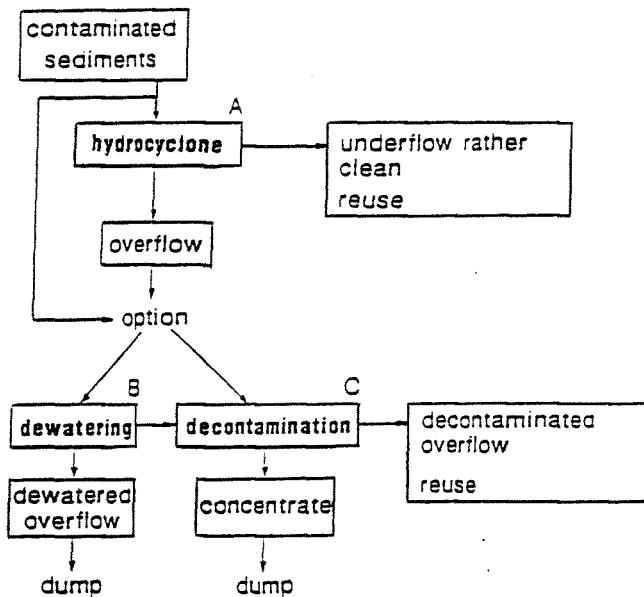 contaminated
sediments
A
hydrocyclone
underflow rather
clean
reuse
overflow
option
B
C
dewatering
decontamination
decontaminated
overflow
reuse
dewatered
overflow
concentrate
dump
dump